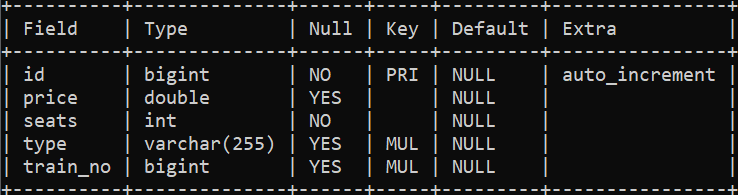 +----------+--------------+------+-----+---------+----------------+
| Field    | Type         | Null | Key | Default | Extra          |
+----------+--------------+------+-----+---------+----------------+
| id       | bigint       | NO   | PRI | NULL    | auto_increment |
| price    | double       | YES  |     | NULL    |                |
| seats    | int          | NO   |     | NULL    |                |
| type     | varchar(255) | YES  | MUL | NULL    |                |
| train_no | bigint       | YES  | MUL | NULL    |                |
+----------+--------------+------+-----+---------+----------------+